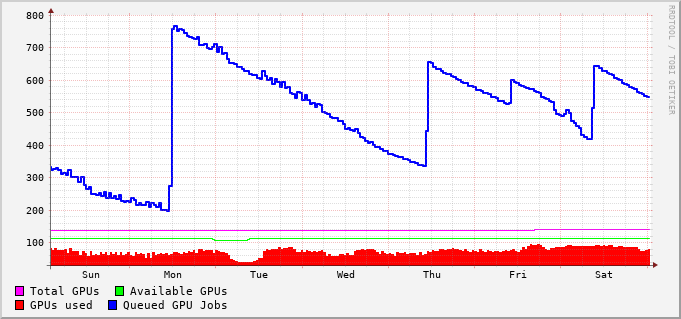 800
700
600
500
400
300
200
100
Sun Mon Tue Wed Thu Fri Sat
RRDTOOL / TOBI OETIKER
Total GPUs Available GPUs
GPUs used Queued GPU Jobs